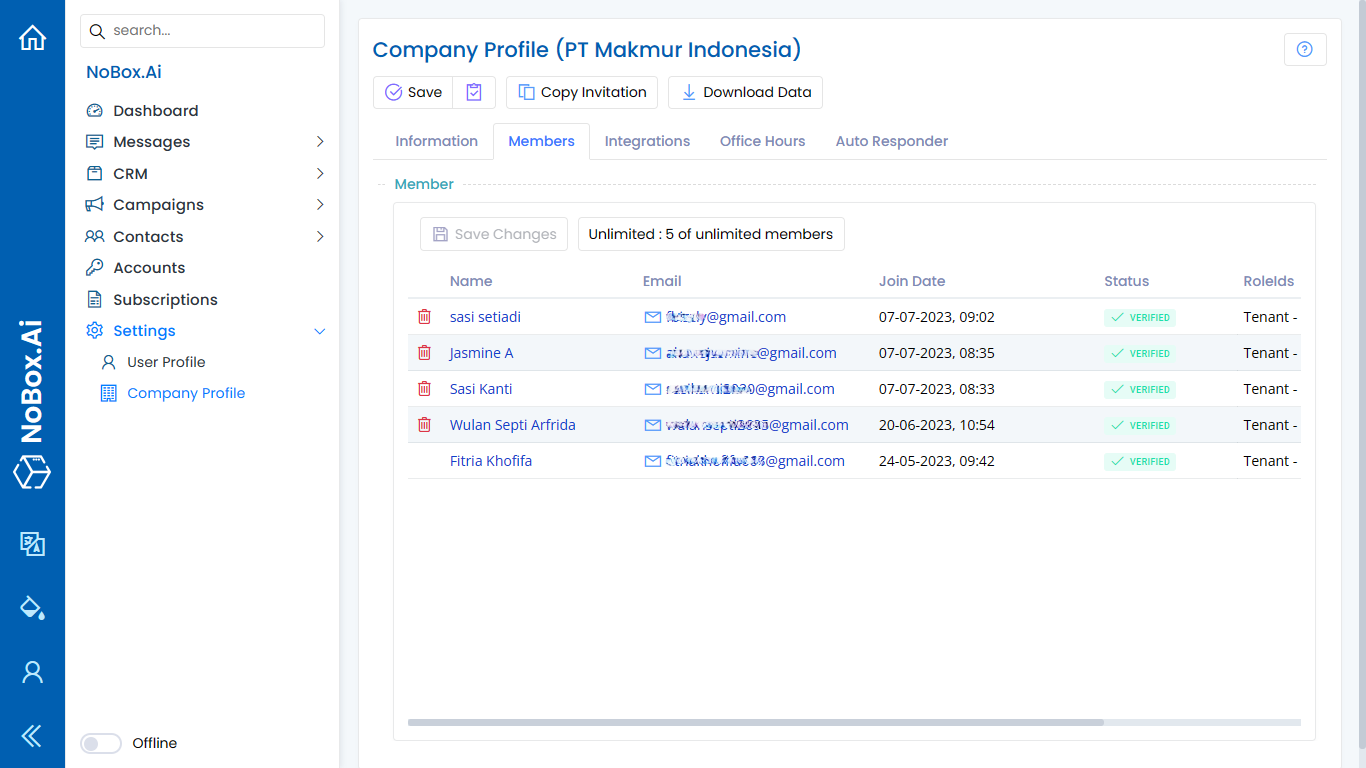 search...
NoBox.Ai
Dashboard
Messages
CRM
Campaigns
Contacts
Accounts
Subscriptions
Settings
User Profile
Company Profile
Offline
NoBox.Ai
Company Profile (PT Makmur Indonesia)
Save
Copy Invitation
Download Data
Information Members Integrations Office Hours Auto Responder
Member
Save Changes Unlimited : 5 of unlimited members
Name Email Join Date Status RoleIds
sasi setiadi @gmail.com 07-07-2023, 09:02 VERIFIED Tenant -
Jasmine A @gmail.com 07-07-2023, 08:35 VERIFIED Tenant -
Sasi Kanti @gmail.com 07-07-2023, 08:33 VERIFIED Tenant -
Wulan Septi Arfrida @gmail.com 20-06-2023, 10:54 VERIFIED Tenant -
Fitria Khofifa @gmail.com 24-05-2023, 09:42 VERIFIED Tenant -